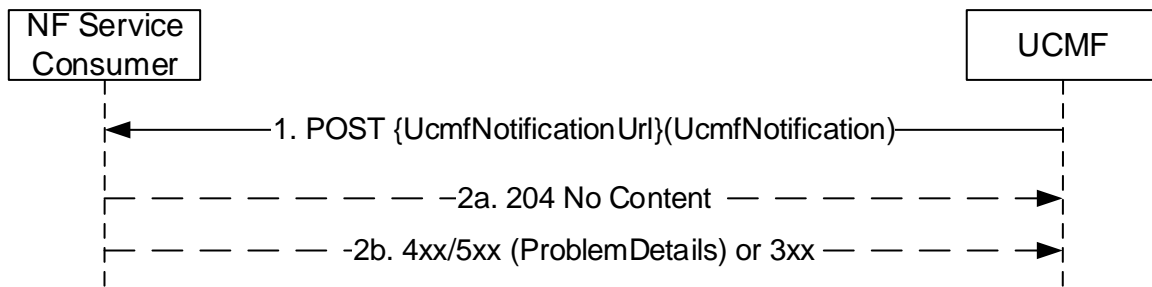 NF Service
Consumer
UCMF
1. POST {UcmfNotificationUrl}(UcmfNotification)
2a. 204 No Content
2b. 4xx/5xx (ProblemDetails) or 3xx